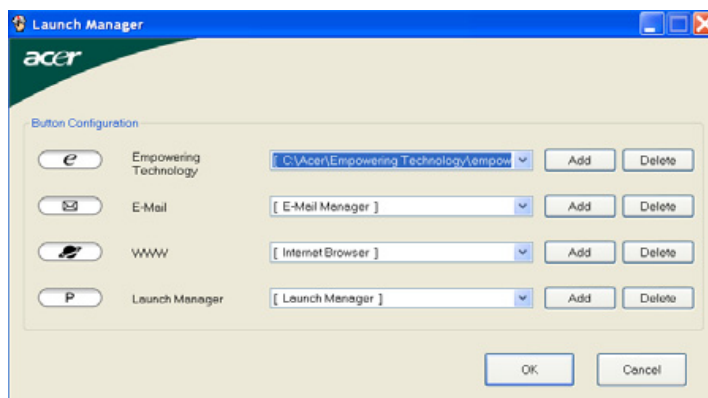 Launch Manager
acer
Button Configuration
e Empowering Technology [ C:\Acer\Empowering Technology\empow Add Delete
E-Mail [ E-Mail Manager ] Add Delete
WWW [ Internet Browser ] Add Delete
P Launch Manager [ Launch Manager ] Add Delete
OK Cancel